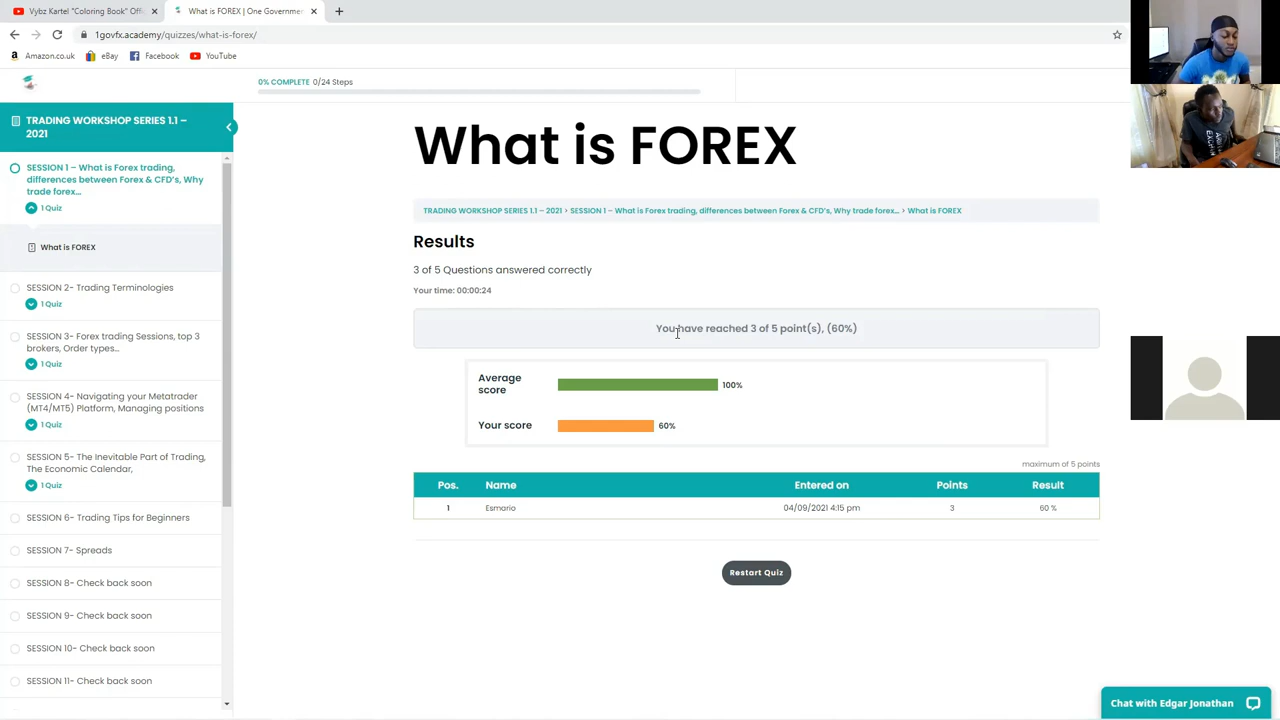 Vybz Kartel "Coloring Book" Off
What is FOREX | One Governmen
1govfx.academy/quizzes/what-is-forex/
Amazon.co.uk
eBay
Facebook
YouTube
0% COMPLETE 0/24 Steps
TRADING WORKSHOP SERIES 1.1 –
2021
SESSION 1 – What is Forex trading,
differences between Forex & CFD's, Why
trade forex...
1 Quiz
What is FOREX
SESSION 2- Trading Terminologies
1 Quiz
SESSION 3- Forex trading Sessions, top 3
brokers, Order types...
1 Quiz
SESSION 4- Navigating your Metatrader
(MT4/MT5) Platform, Managing positions
1 Quiz
SESSION 5- The Inevitable Part of Trading,
The Economic Calendar,
1 Quiz
SESSION 6- Trading Tips for Beginners
SESSION 7- Spreads
SESSION 8- Check back soon
SESSION 9- Check back soon
SESSION 10- Check back soon
SESSION 11- Check back soon
What is FOREX
TRADING WORKSHOP SERIES 1.1 – 2021 > SESSION 1 – What is Forex trading, differences between Forex & CFD's, Why trade forex... > What is FOREX
Results
3 of 5 Questions answered correctly
Your time: 00:00:24
You have reached 3 of 5 point(s), (60%)
Average
score
100%
Your score
60%
maximum of 5 points
Pos. Name Entered on Points Result
1 Esmario 04/09/2021 4:15 pm 3 60 %
Restart Quiz
Chat with Edgar Jonathan